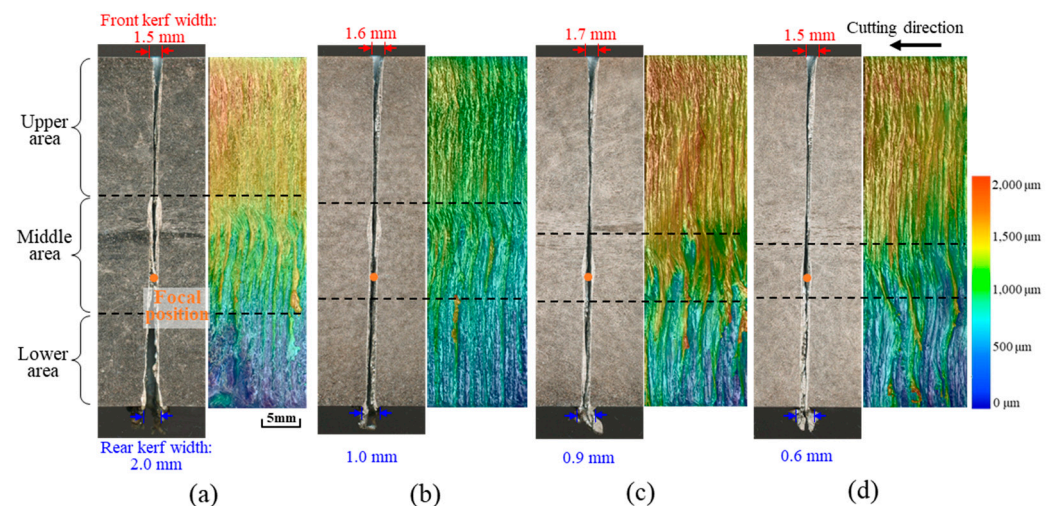 Front kerf width:
1.5 mm
1.6 mm
1.7 mm
1.5 mm
Cutting direction
Upper
area
Middle
area
Lower
area
Focal
position
2,000 μm
1,500 μm
1,000 μm
500 μm
0 μm
5mm
Rear kerf width:
2.0 mm
1.0 mm
0.9 mm
0.6 mm
(a)
(b)
(c)
(d)